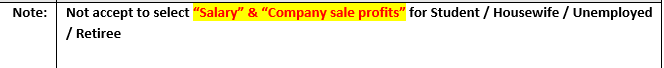 Note: Not accept to select “Salary” & “Company sale profits” for Student / Housewife / Unemployed
/ Retiree